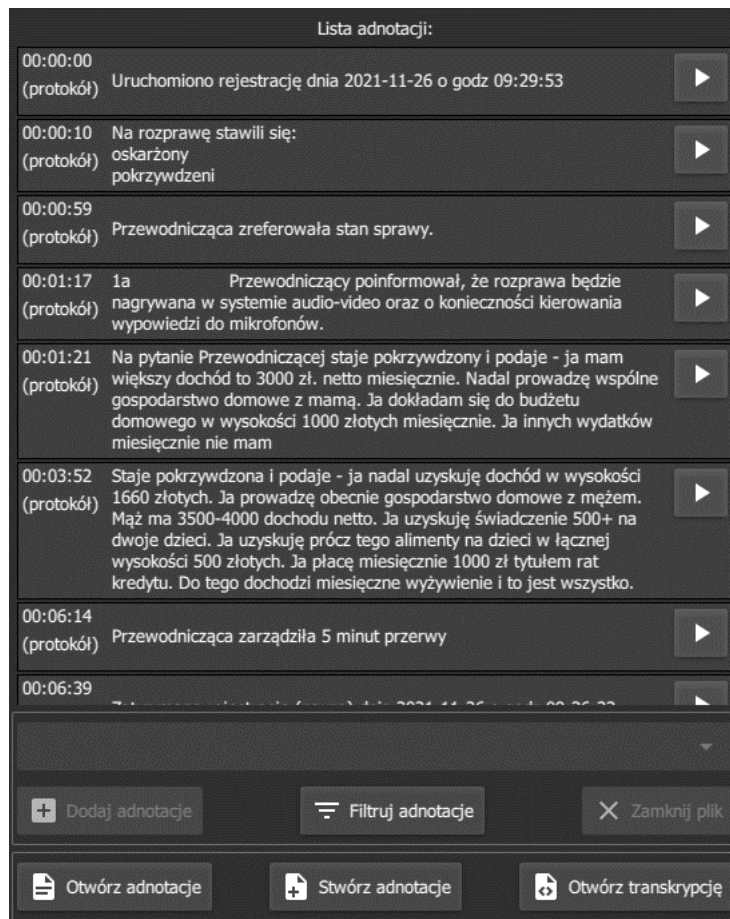 Lista adnotacji:
00:00:00
(protokół)
Uruchomiono rejestrację dnia 2021-11-26 o godz 09:29:53
00:00:10
(protokół)
Na rozprawę stawili się:
oskarżony
pokrzywdzeni
00:00:59
(protokół)
Przewodnicząca zreferowała stan sprawy.
00:01:17
(protokół)
1a Przewodniczący poinformował, że rozprawa będzie
nagrywana w systemie audio-video oraz o konieczności kierowania
wypowiedzi do mikrofonów.
00:01:21
(protokół)
Na pytanie Przewodniczącej staje pokrzywdzony i podaje - ja mam
większy dochód to 3000 zł. netto miesięcznie. Nadal prowadzę wspólne
gospodarstwo domowe z mamą. Ja dokładam się do budżetu
domowego w wysokości 1000 złotych miesięcznie. Ja innych wydatków
miesięcznie nie mam
00:03:52
(protokół)
Staje pokrzywdzona i podaje - ja nadal uzyskuję dochód w wysokości
1660 złotych. Ja prowadzę obecnie gospodarstwo domowe z mężem.
Mąż ma 3500-4000 dochodu netto. Ja uzyskuję świadczenie 500+ na
dwoje dzieci. Ja uzyskuję prócz tego alimenty na dzieci w łącznej
wysokości 500 złotych. Ja płacę miesięcznie 1000 zł tytułem rat
kredytu. Do tego dochodzi miesięczne wyżywienie i to jest wszystko.
00:06:14
(protokół)
Przewodnicząca zarządziła 5 minut przerwy
00:06:39
Dodaj adnotacje
Filtruj adnotacje
Zamknij plik
Otwórz adnotacje
Stwórz adnotacje
Otwórz transkrypcję